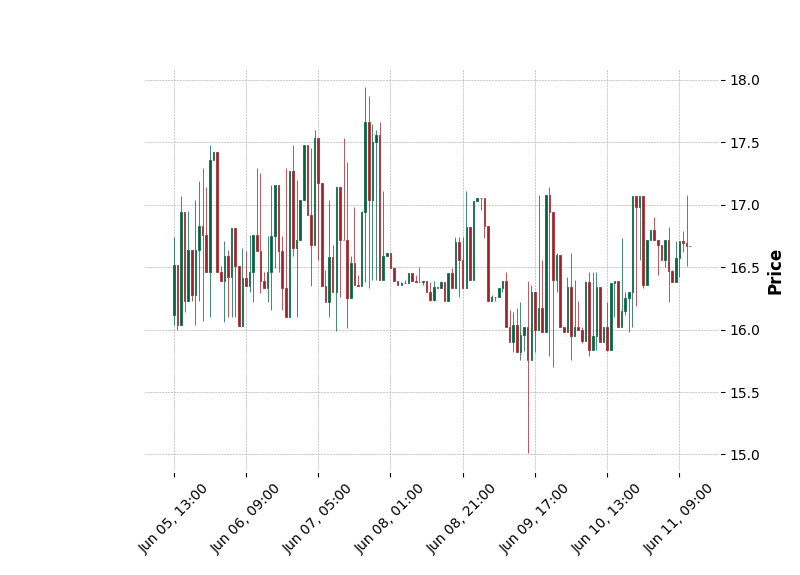 18.0
17.5
17.0
16.5
16.0
15.5
15.0
Price
Jun 05, 13:00
Jun 06, 09:00
Jun 07, 05:00
Jun 08, 01:00
Jun 08, 21:00
Jun 09, 17:00
Jun 10, 13:00
Jun 11, 09:00